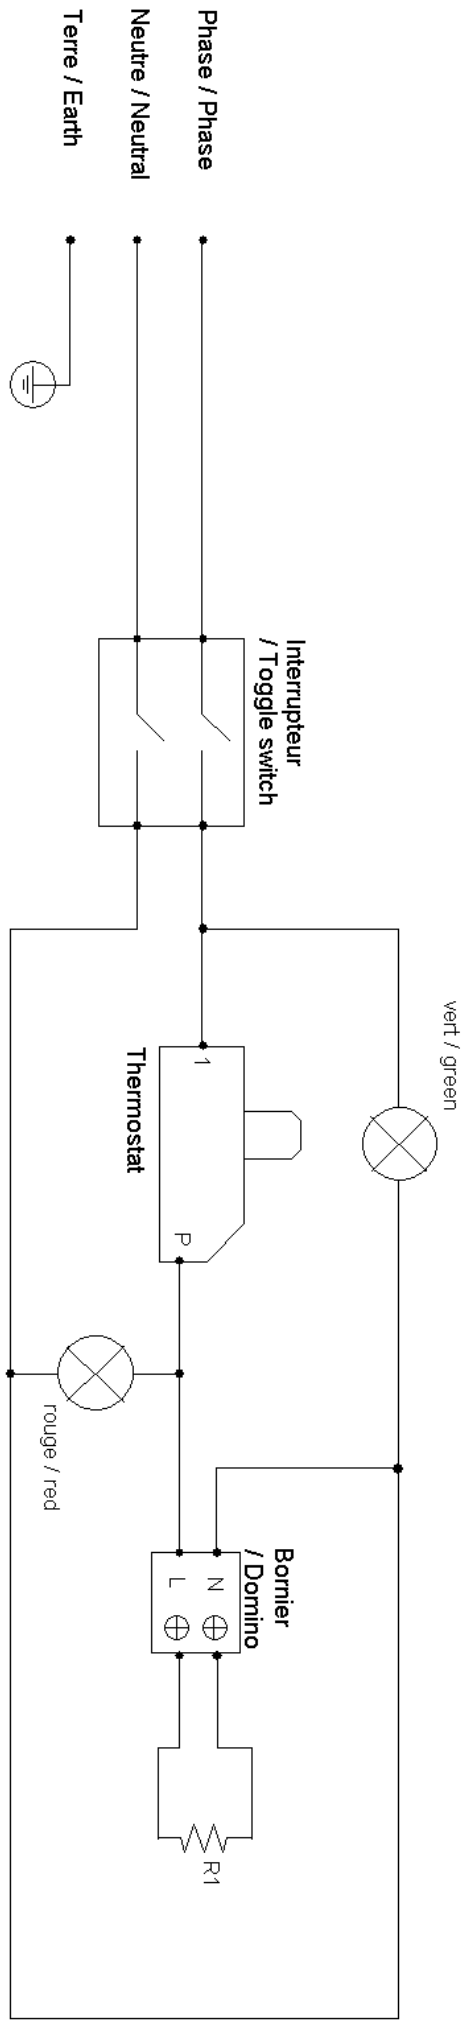 Phase / Phase
Neutre / Neutral
Terre / Earth
Interrupteur
/ Toggle switch
vert / green
1
Thermostat
P
rouge / red
Bornier
/ Domino
N
L
R1